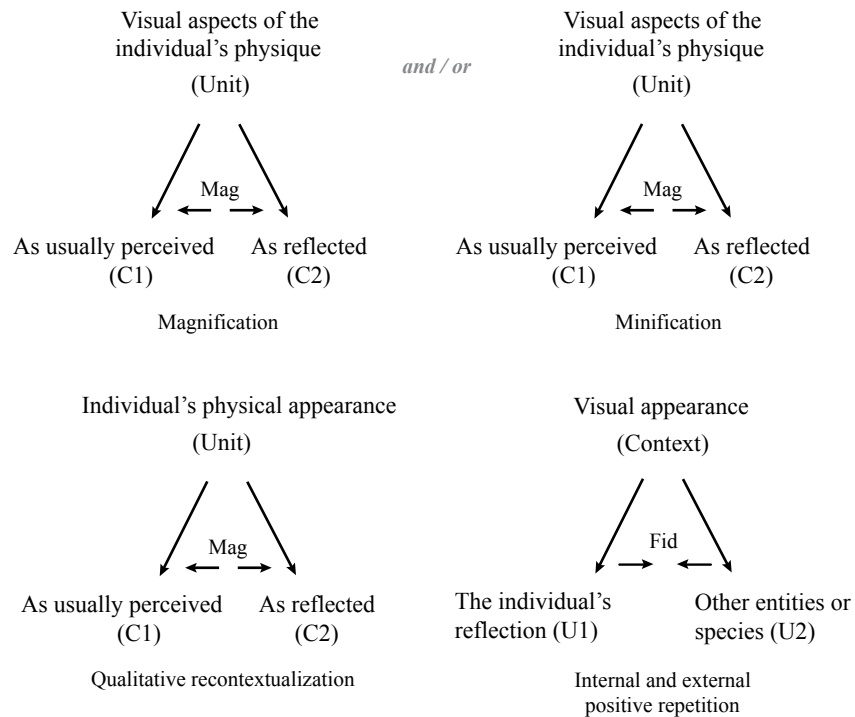 Visual aspects of the
individual's physique
(Unit)
and / or
Visual aspects of the
individual's physique
(Unit)
Mag
As usually perceived
(C1)
As reflected
(C2)
Magnification
Mag
As usually perceived
(C1)
As reflected
(C2)
Minification
Individual's physical appearance
(Unit)
Mag
As usually perceived
(C1)
As reflected
(C2)
Qualitative recontextualization
Visual appearance
(Context)
Fid
The individual's
reflection (U1)
Other entities or
species (U2)
Internal and external
positive repetition